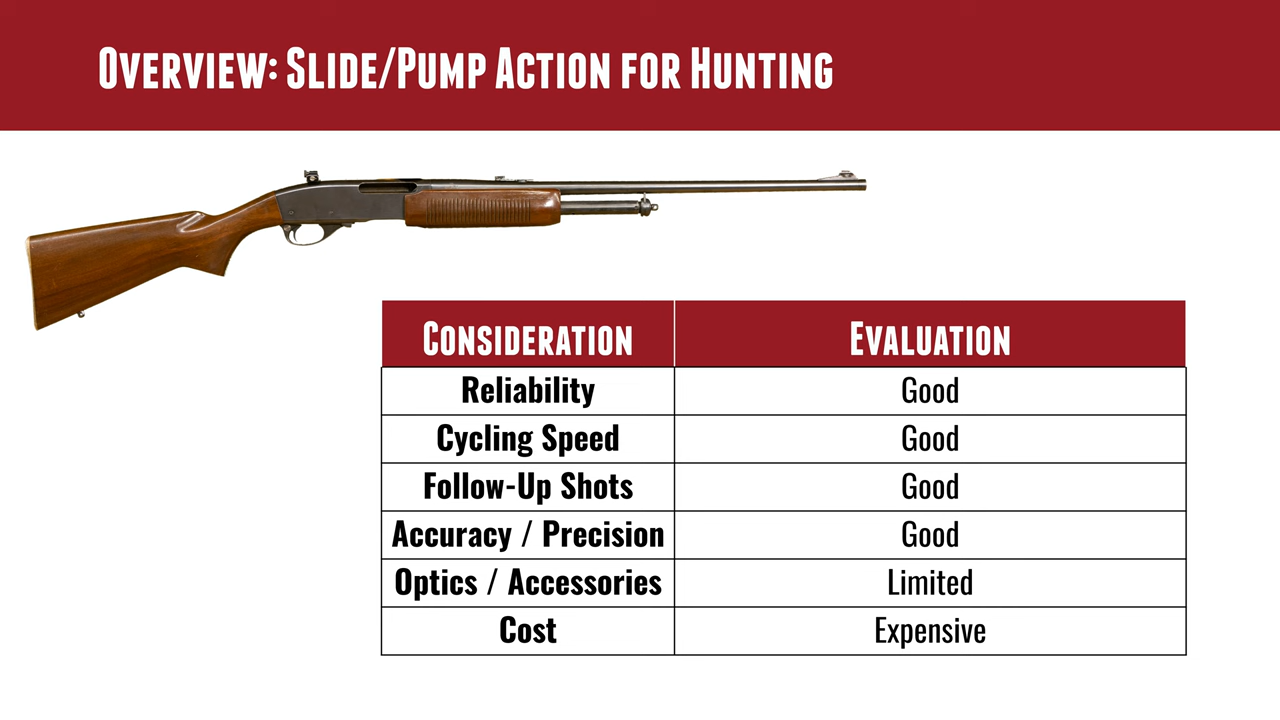 Overview: Slide/Pump Action for Hunting
Consideration Evaluation
Reliability Good
Cycling Speed Good
Follow-Up Shots Good
Accuracy / Precision Good
Optics / Accessories Limited
Cost Expensive